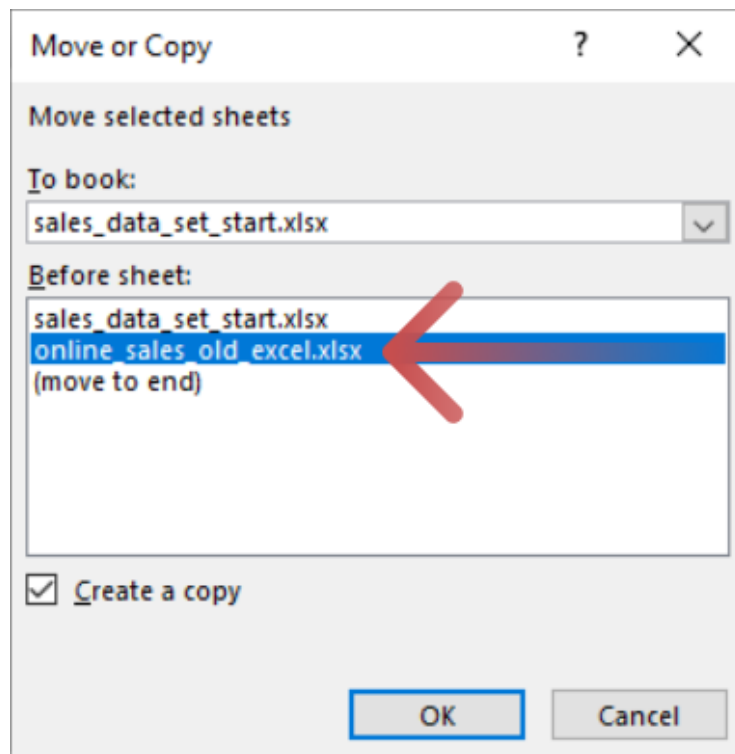 Move or Copy ?
Move selected sheets
To book:
sales_data_set_start.xlsx
Before sheet:
sales_data_set_start.xlsx
online_sales_old_excel.xlsx
(move to end)
Create a copy
OK Cancel